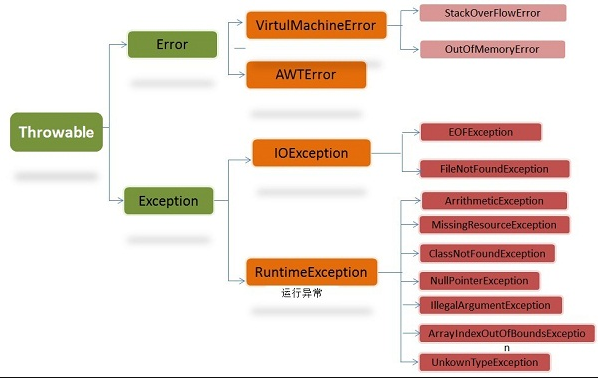 Throwable
Error
VirtulMachineError
StackOverFlowError
OutOfMemoryError
AWTError
Exception
IOException
EOFException
FileNotFoundException
RuntimeException
运行异常
ArrithmeticException
MissingResourceException
ClassNotFoundException
NullPointerException
IllegalArgumentException
ArrayIndexOutOfBoundsExceptio
n
UnkownTypeException